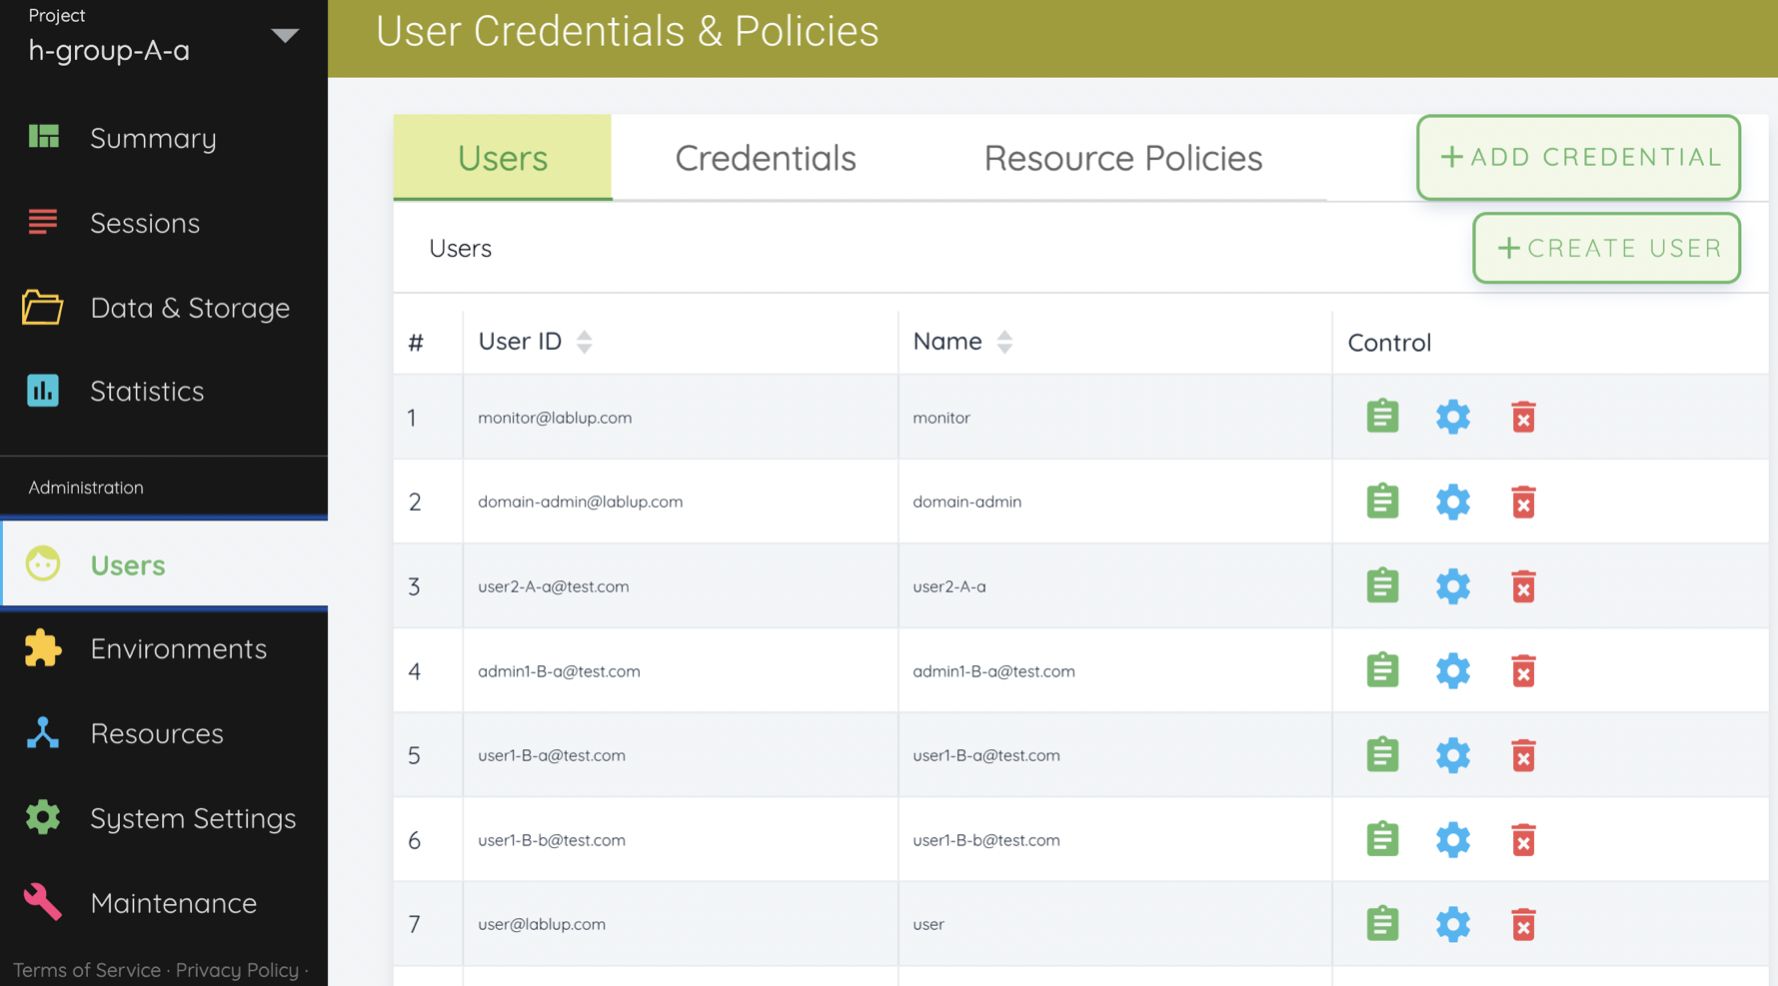 Project
h-group-A-a
Summary
Sessions
Data & Storage
Statistics
Administration
Users
Environments
Resources
System Settings
Maintenance
Terms of Service · Privacy Policy ·
User Credentials & Policies
Users Credentials Resource Policies +ADD CREDENTIAL
Users +CREATE USER
# User ID Name Control
1 monitor@lablup.com monitor
2 domain-admin@lablup.com domain-admin
3 user2-A-a@test.com user2-A-a
4 admin1-B-a@test.com admin1-B-a@test.com
5 user1-B-a@test.com user1-B-a@test.com
6 user1-B-b@test.com user1-B-b@test.com
7 user@lablup.com user